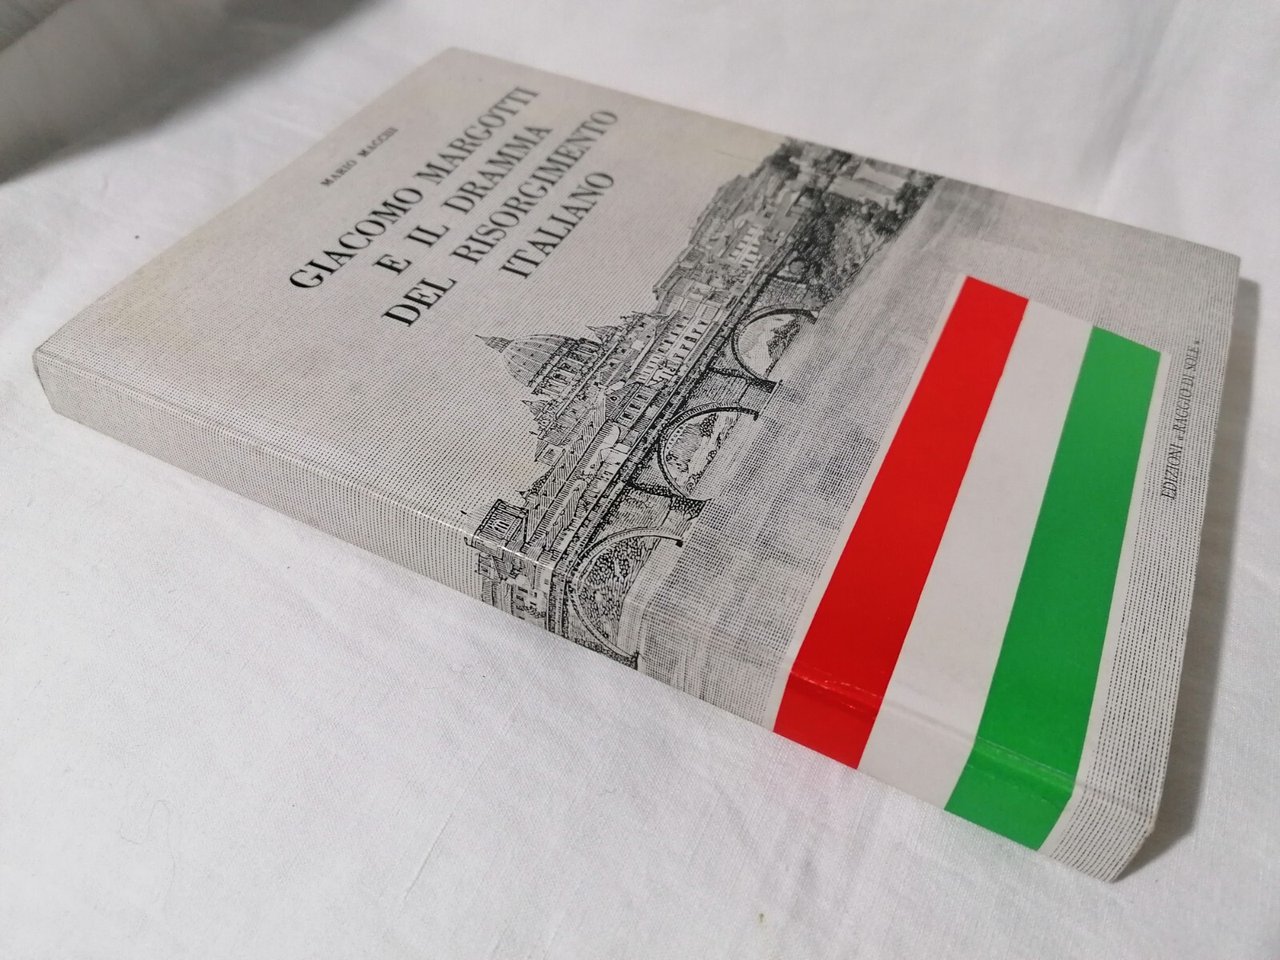 MARIO MACCHI
GIACOMO MARGOTTI
E IL DRAMMA
DEL RISORGIMENTO
ITALIANO
EDIZIONI «RAGGIO DI SOLE»